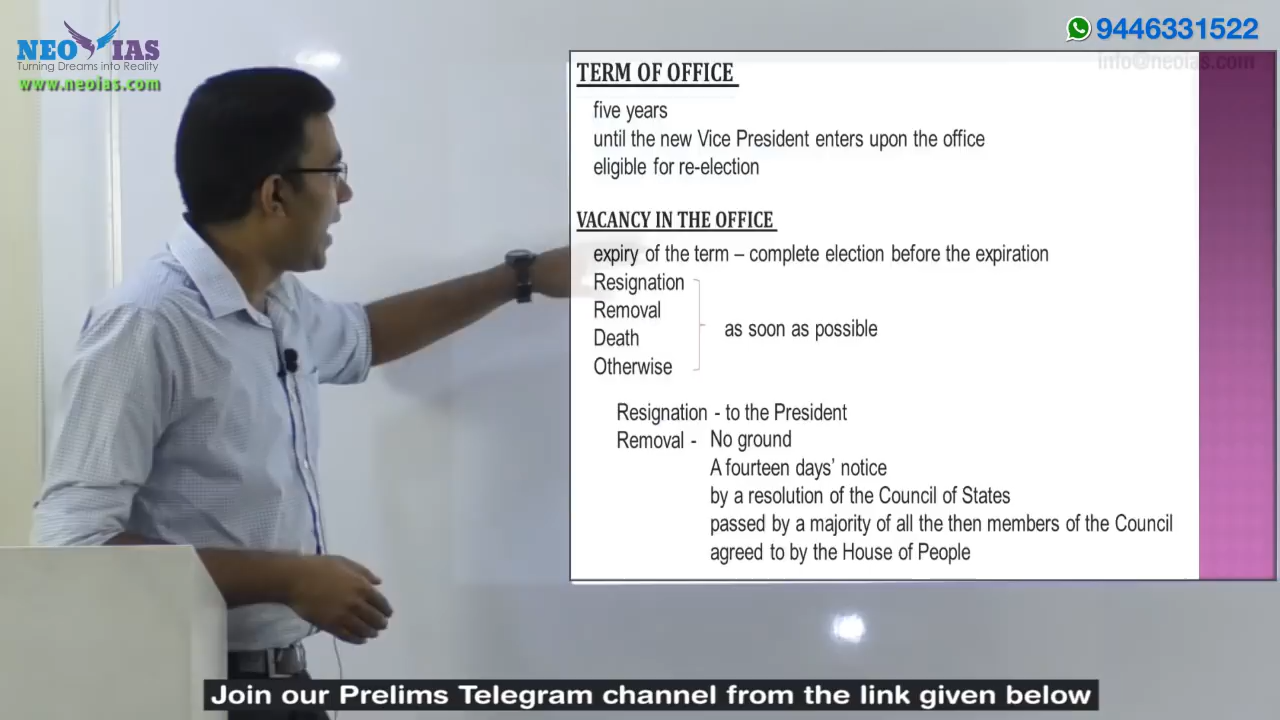 NEO IAS
Turning Dreams into Reality
www.neoias.com
9446331522
info@neoias.com
TERM OF OFFICE
five years
until the new Vice President enters upon the office
eligible for re-election
VACANCY IN THE OFFICE
expiry of the term – complete election before the expiration
Resignation
Removal
Death
Otherwise
as soon as possible
Resignation - to the President
Removal - No ground
A fourteen days’ notice
by a resolution of the Council of States
passed by a majority of all the then members of the Council
agreed to by the House of People
Join our Prelims Telegram channel from the link given below